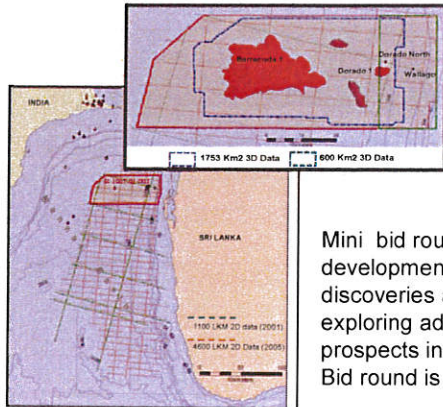 Barracuda 1
Dorado North
Dorado 1
Wallago
1753 Km2 3D Data
600 Km2 3D Data
INDIA
SRI LANKA
1100 LKM 2D Data (2001)
4600 LKM 2D Data (2005)
Mini bid rou
developmen
discoveries a
exploring ad
prospects in
Bid round is